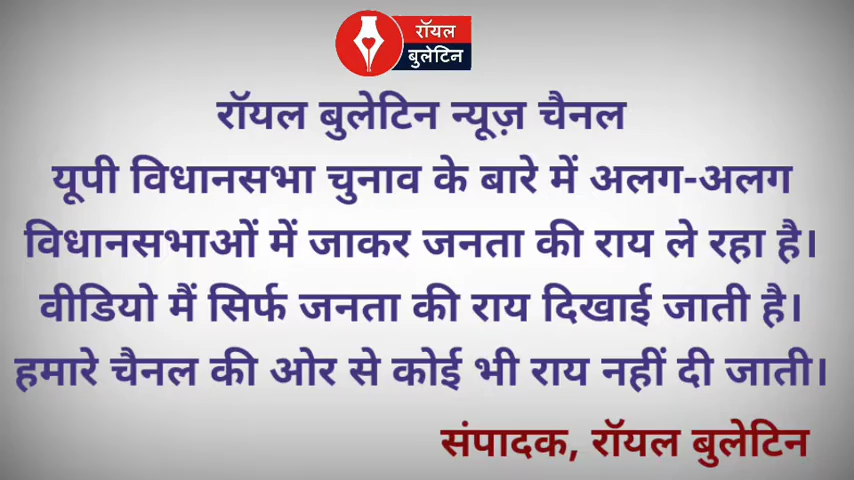 रॉयल
बुलेटिन
रॉयल बुलेटिन न्यूज़ चैनल
यूपी विधानसभा चुनाव के बारे में अलग-अलग
विधानसभाओं में जाकर जनता की राय ले रहा है।
वीडियो मैं सिर्फ जनता की राय दिखाई जाती है।
हमारे चैनल की ओर से कोई भी राय नहीं दी जाती।
संपादक, रॉयल बुलेटिन